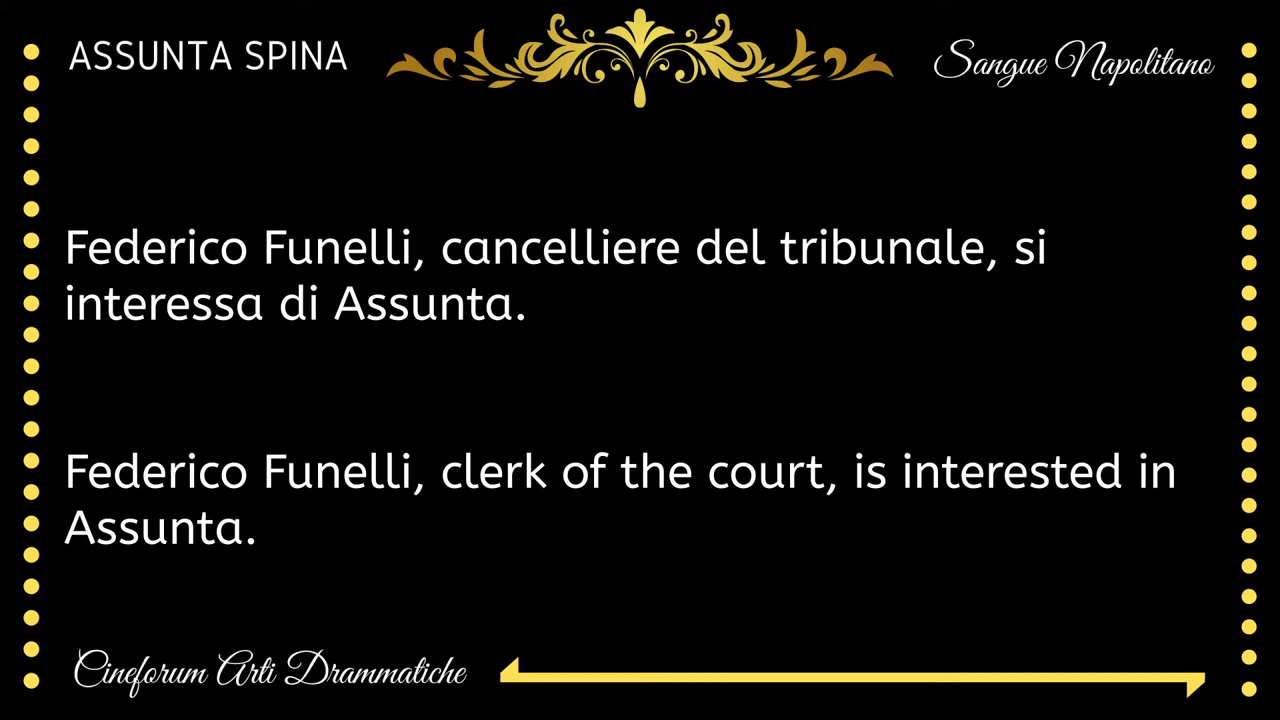 ASSUNTA SPINA
Sangue Napolitano
Federico Funelli, cancelliere del tribunale, si
interessa di Assunta.
Federico Funelli, clerk of the court, is interested in
Assunta.
Cineforum Arti Drammatiche